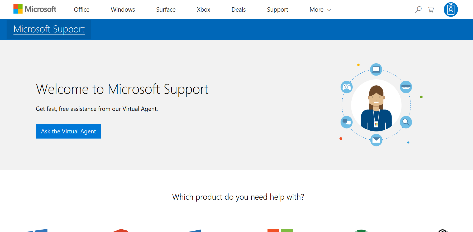 Microsoft Office Windows Surface Xbox Deals Support More
Microsoft Support
Welcome to Microsoft Support
Get fast, free assistance from our Virtual Agent.
Ask the Virtual Agent
Which product do you need help with?